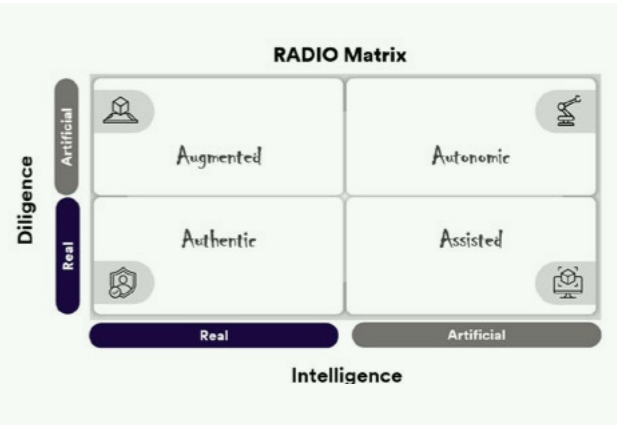 RADIO Matrix
Diligence
Artificial
Real
Augmented
Autonomic
Authentic
Assisted
Real
Artificial
Intelligence